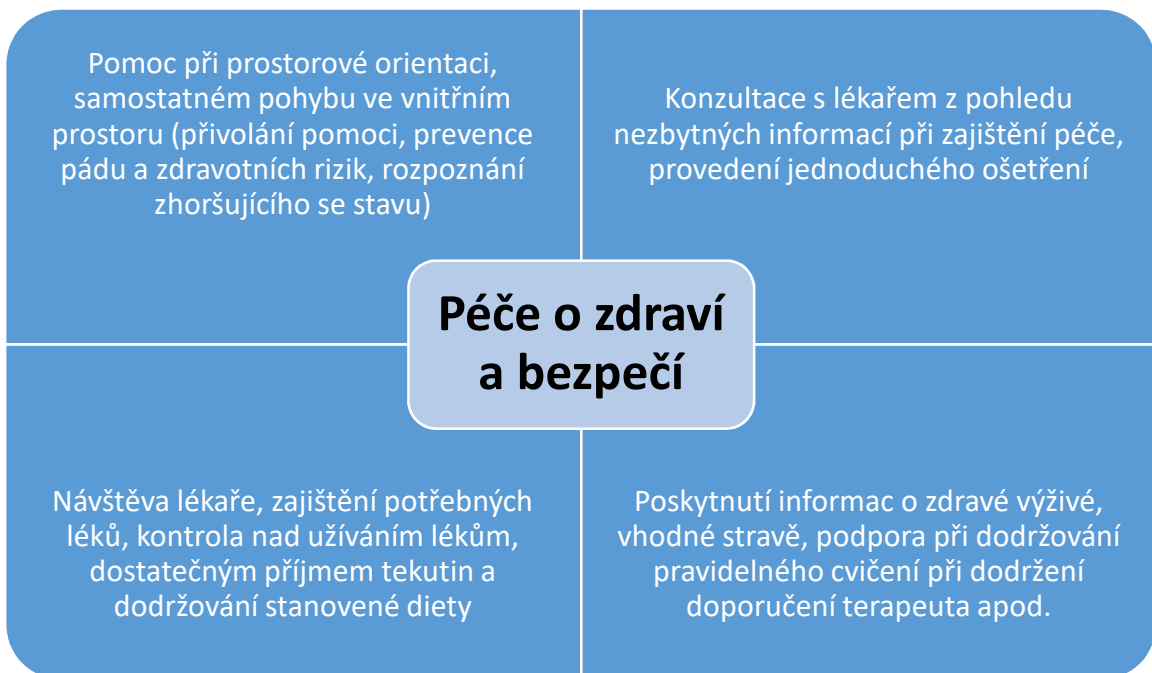 Pomoc při prostorové orientaci,
samostatném pohybu ve vnitřním
prostoru (přivolání pomoci, prevence
pádu a zdravotních rizik, rozpoznání
zhoršujícího se stavu)
Konzultace s lékařem z pohledu
nezbytných informací při zajištění péče,
provedení jednoduchého ošetření
Péče o zdraví
a bezpečí
Návštěva lékaře, zajištění potřebných
léků, kontrola nad užíváním lékům,
dostatečným příjmem tekutin a
dodržování stanovené diety
Poskytnutí informac o zdravé výživé,
vhodné stravě, podpora při dodržování
pravidelného cvičení při dodržení
doporučení terapeuta apod.